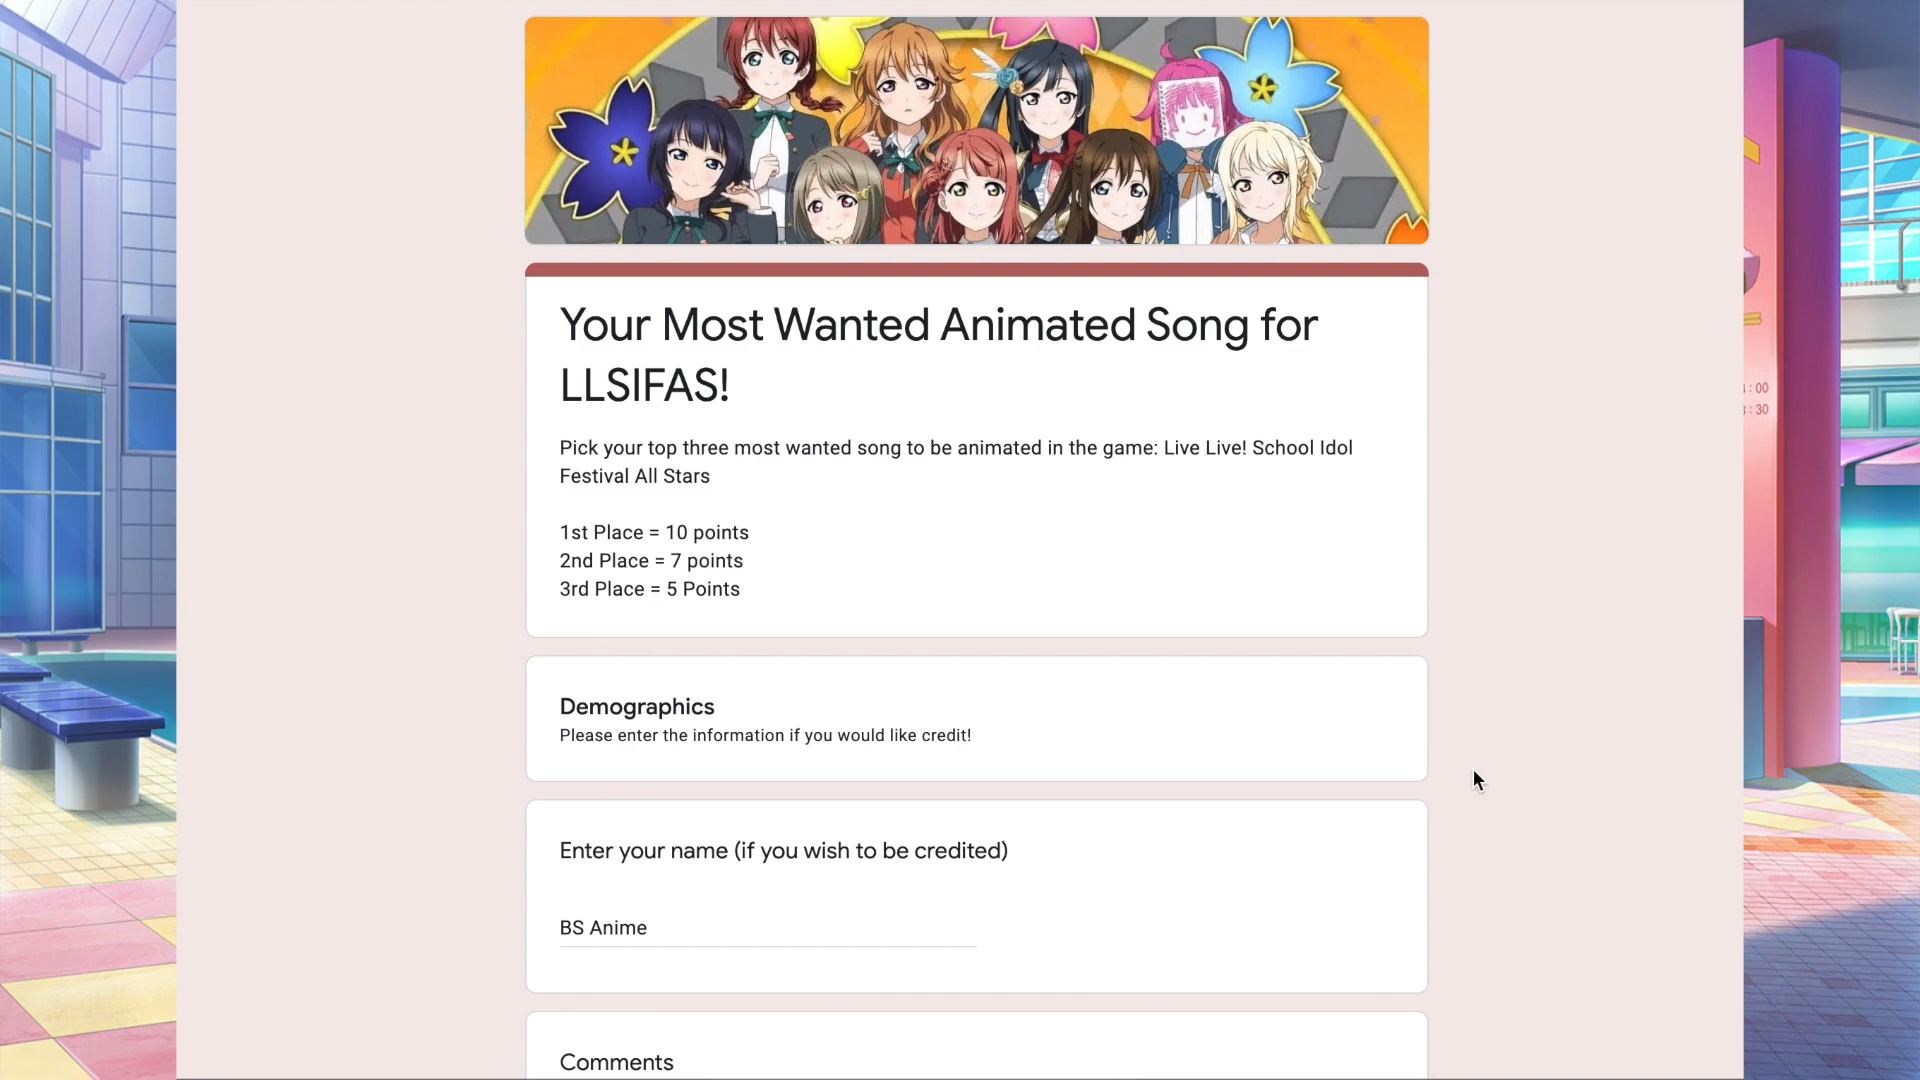 Your Most Wanted Animated Song for
LLSIFAS!
Pick your top three most wanted song to be animated in the game: Live Live! School Idol
Festival All Stars
1st Place = 10 points
2nd Place = 7 points
3rd Place = 5 Points
:00
:30
Demographics
Please enter the information if you would like credit!
Enter your name (if you wish to be credited)
BS Anime
Comments